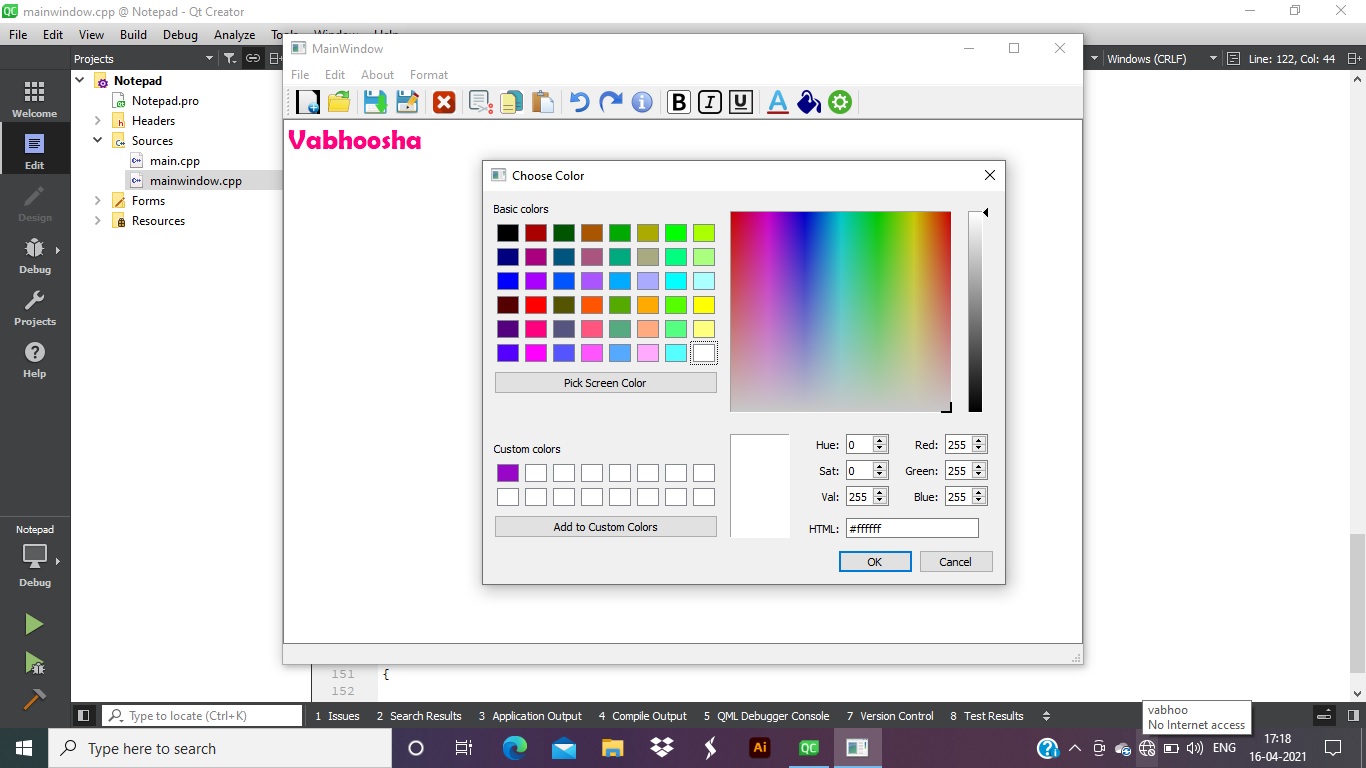 QC mainwindow.cpp @ Notepad - Qt Creator
File Edit View Build Debug Analyze
Projects
Windows (CRLF) Line: 122, Col: 44
Welcome
Edit
Design
Debug
Projects
Help
Notepad
Debug
Notepad
Notepad.pro
Headers
Sources
main.cpp
mainwindow.cpp
Forms
Resources
MainWindow
File Edit About Format
B I U A
Vabhoosha
Choose Color
Basic colors
Pick Screen Color
Custom colors
Add to Custom Colors
Hue: 0 Red: 255
Sat: 0 Green: 255
Val: 255 Blue: 255
HTML: #ffffff
OK Cancel
151 {
152
Type to locate (Ctrl+K) 1 Issues 2 Search Results 3 Application Output 4 Compile Output 5 QML Debugger Console 7 Version Control 8 Test Results
vabhoo
No Internet access
Type here to search Ai QC ENG
17:18
16-04-2021